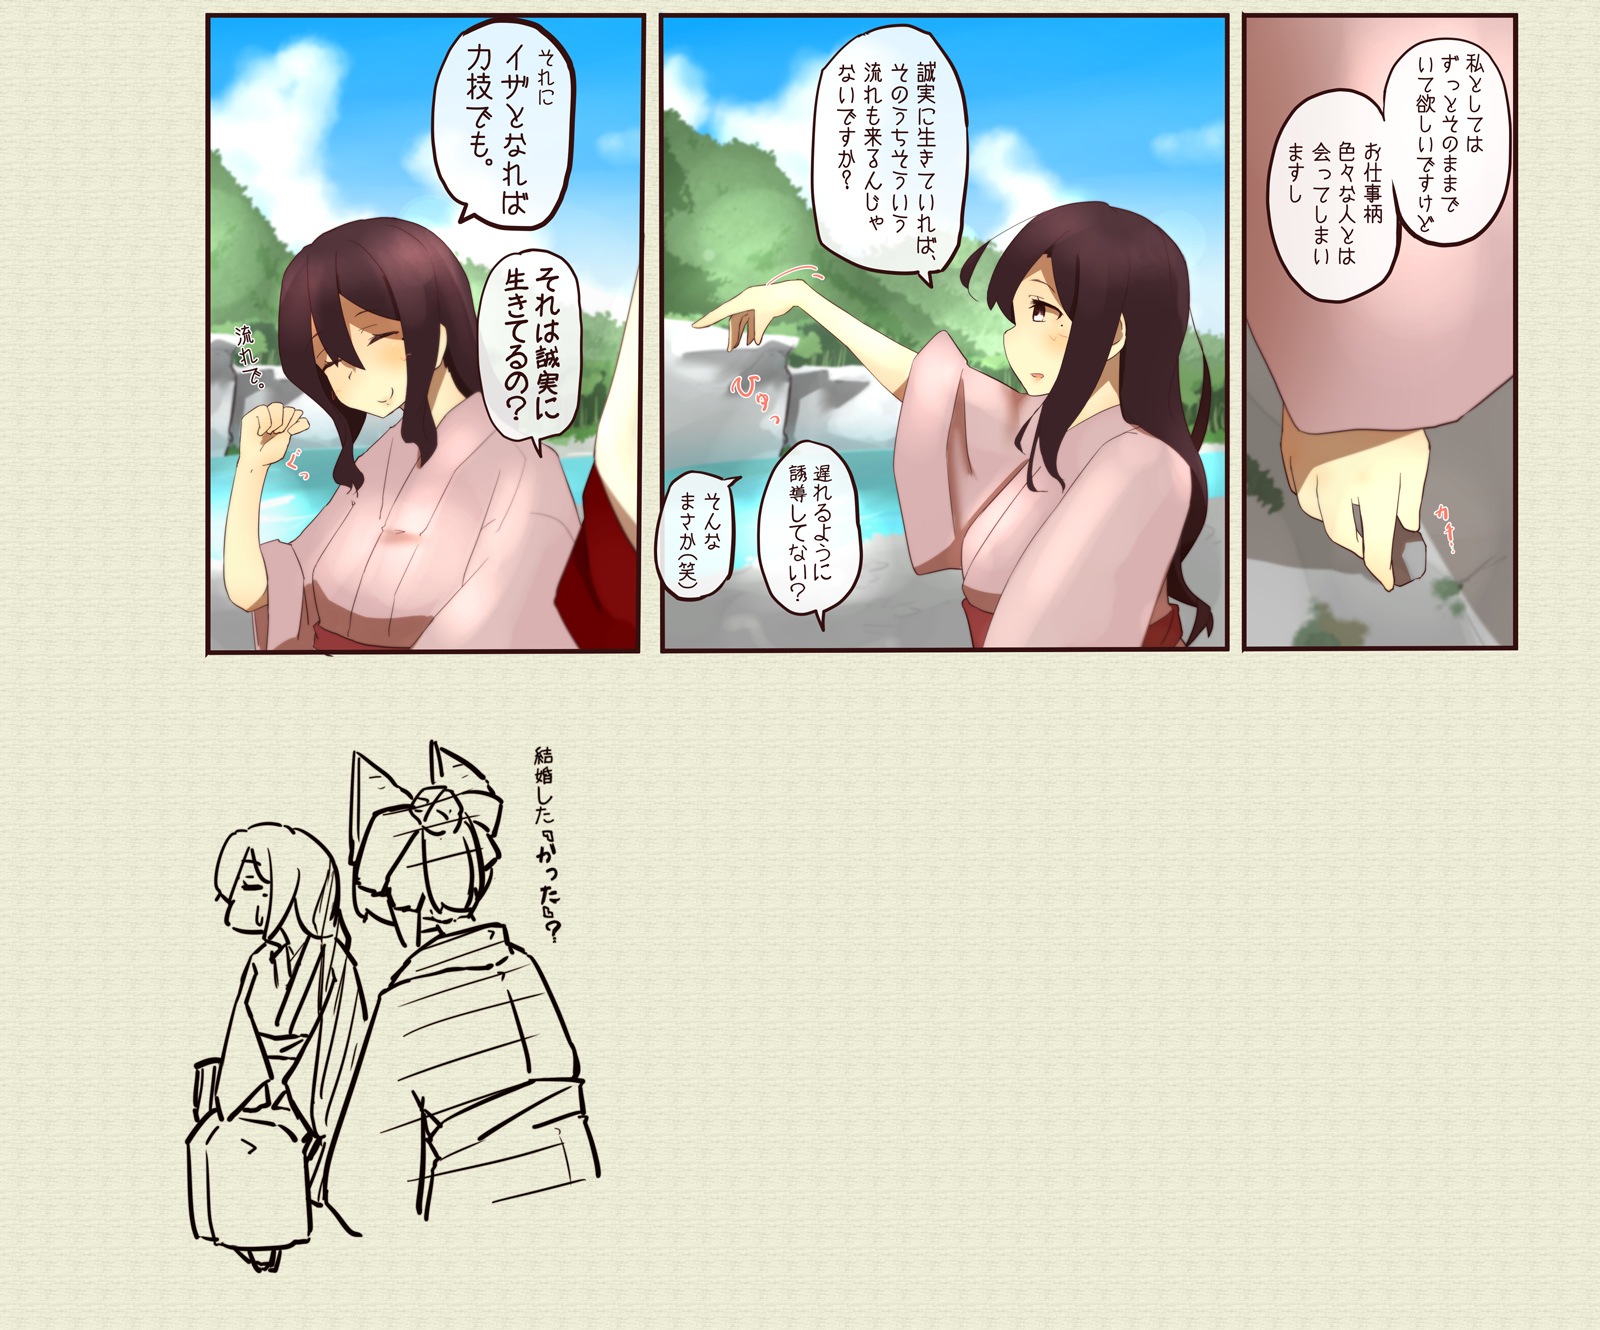 私としては
ずっとそのままで
いて欲しいですけど
お仕事柄
色々な人とは
会ってしまい
ますし
カチ…
誠実に生きていれば、
そのうちそういう
流れも来るんじゃ
ないですか？
ひたっ
遅れるように
誘導してない？
そんな
まさか(笑)
それに
イザとなれば
力技でも。
それは誠実に
生きてるの？
流れで。
ぐっ
結婚した『かった』？